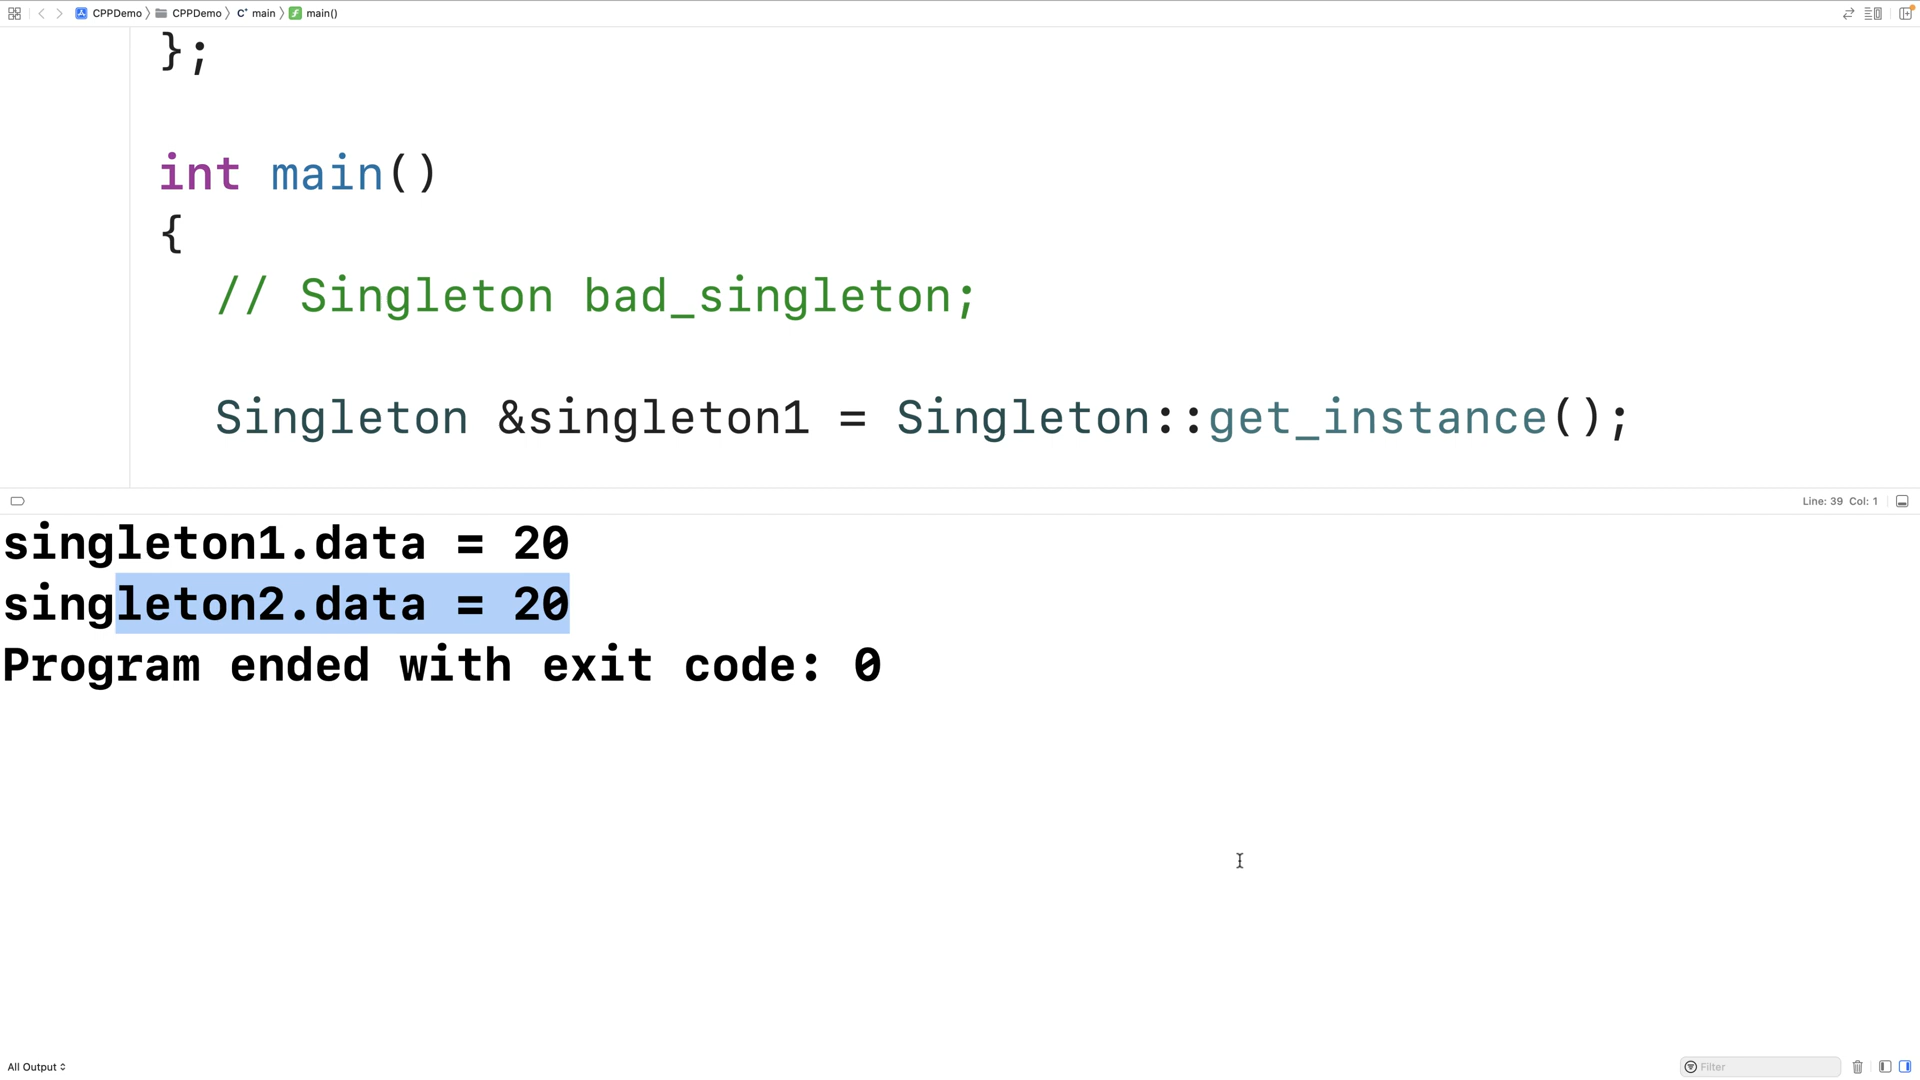 CPPDemo 〉 CPPDemo 〉 C⁺ main 〉 f main()
};
int main()
{
// Singleton bad_singleton;
Singleton &singleton1 = Singleton::get_instance();
Line: 39 Col: 1
singleton1.data = 20
singleton2.data = 20
Program ended with exit code: 0
All Output
Filter